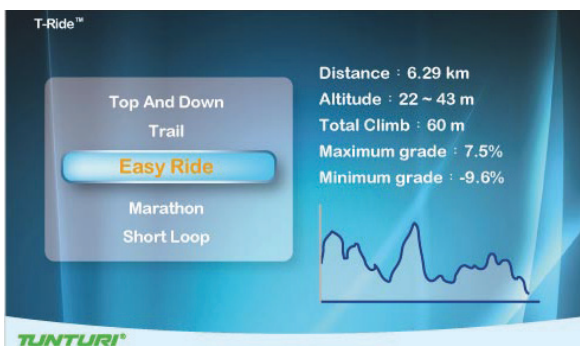 T-Ride™
Top And Down
Trail
Easy Ride
Marathon
Short Loop
Distance : 6.29 km
Altitude : 22 ~ 43 m
Total Climb : 60 m
Maximum grade : 7.5%
Minimum grade : -9.6%
TUNTURI®